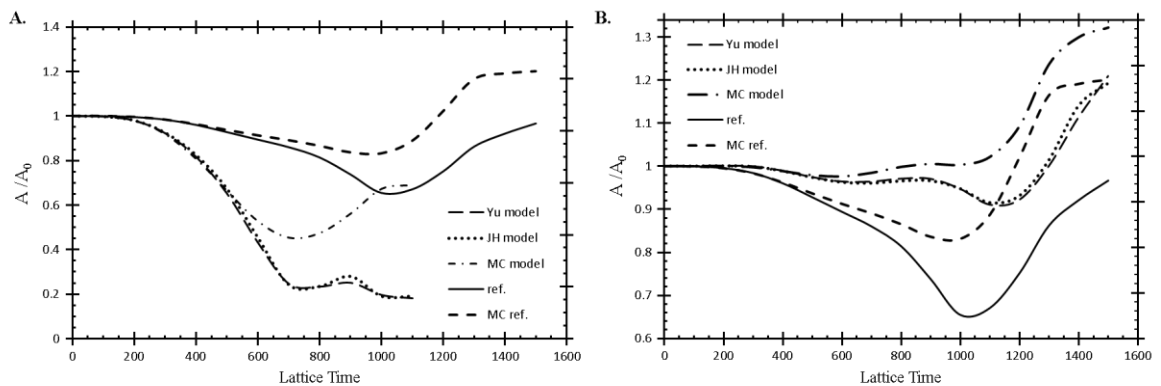 A.
1.4
1.2
1
0.8
0.6
0.4
0.2
0
A /A0
0 200 400 600 800 1000 1200 1400 1600
Lattice Time
Yu model
JH model
MC model
ref.
MC ref.
B.
1.3
1.2
1.1
1
0.9
0.8
0.7
0.6
A /A0
0 200 400 600 800 1000 1200 1400 1600
Lattice Time
Yu model
JH model
MC model
ref.
MC ref.